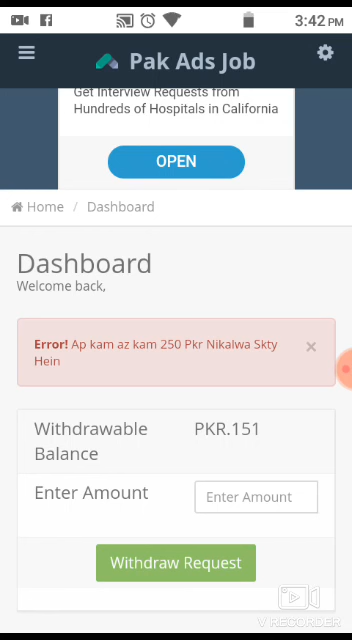 3:42 PM
Pak Ads Job
Get Interview Requests from
Hundreds of Hospitals in California
OPEN
Home / Dashboard
Dashboard
Welcome back,
Error! Ap kam az kam 250 Pkr Nikalwa Skty
Hein
×
Withdrawable
Balance
PKR.151
Enter Amount
Enter Amount
Withdraw Request
V RECORDER